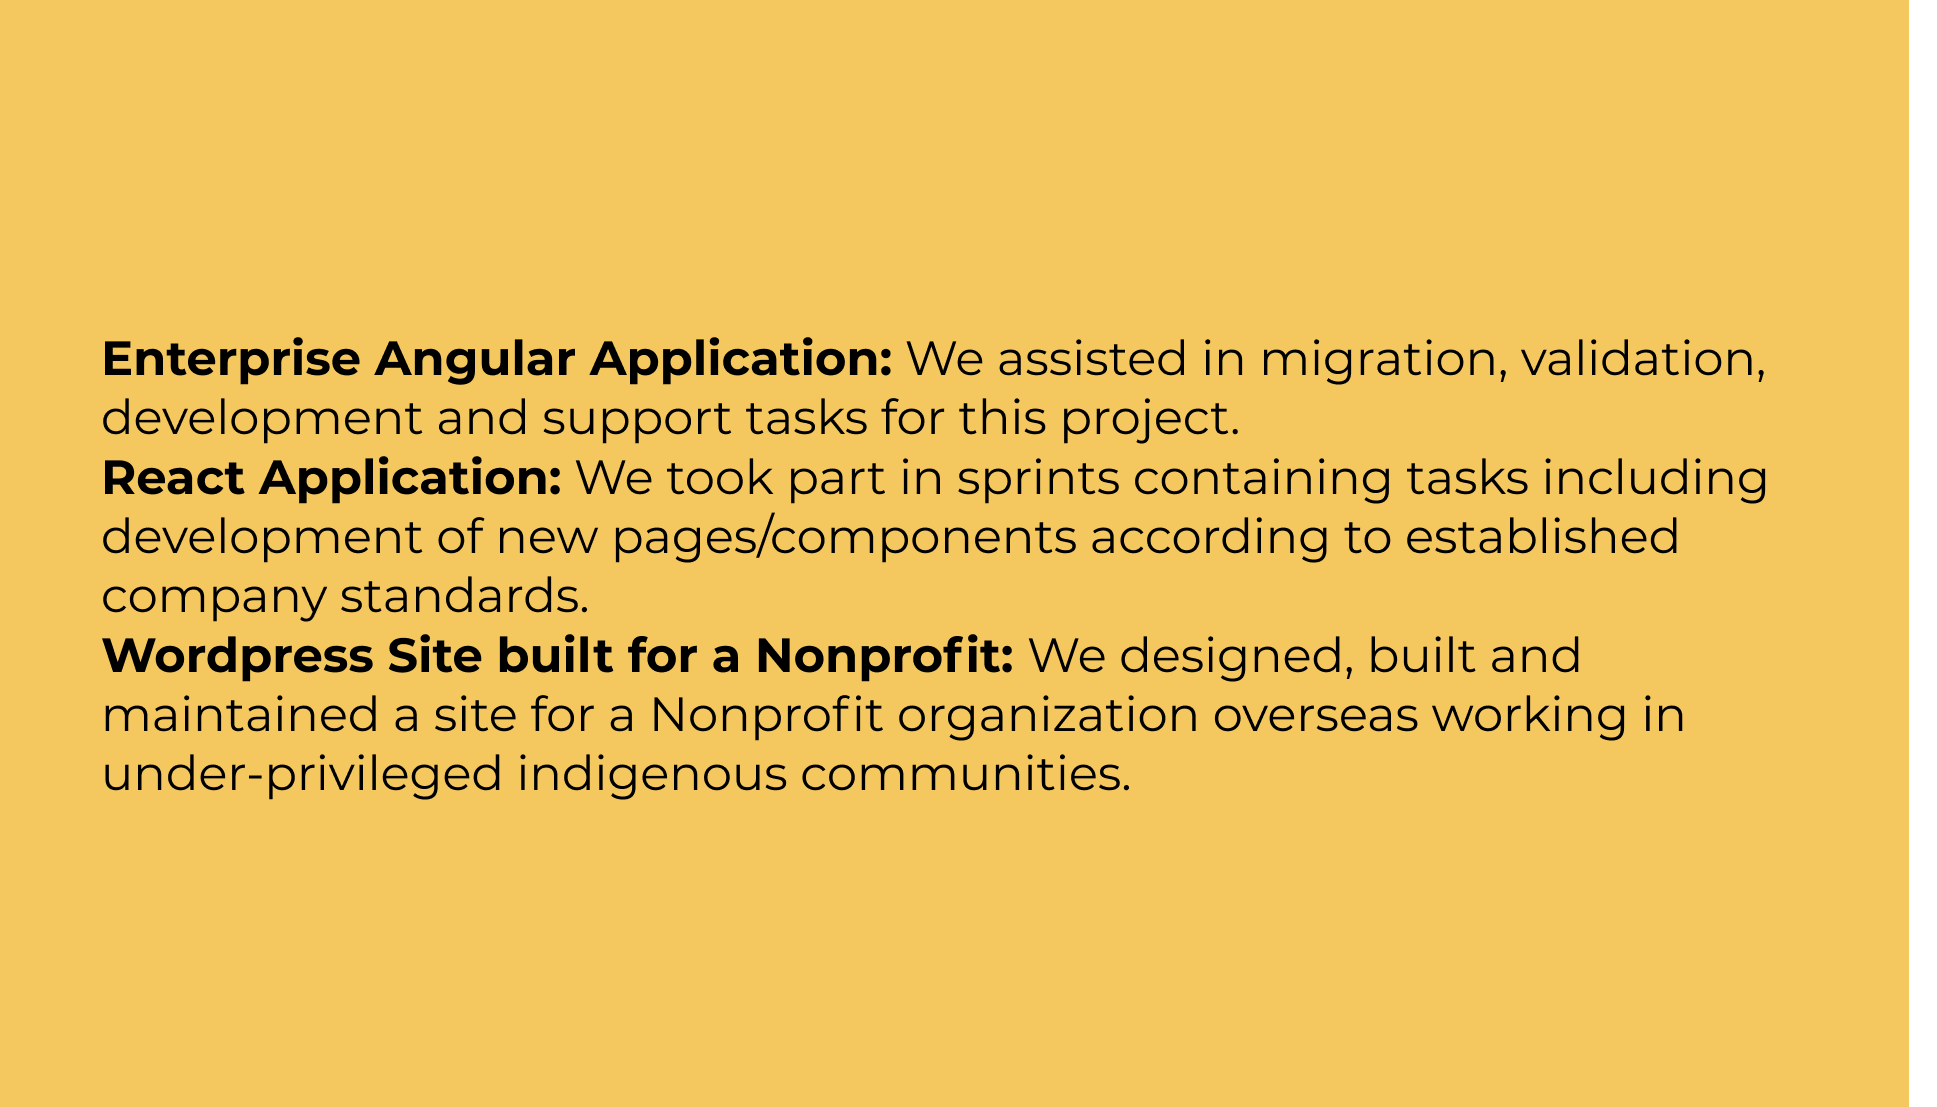 Enterprise Angular Application: We assisted in migration, validation,
development and support tasks for this project.
React Application: We took part in sprints containing tasks including
development of new pages/components according to established
company standards.
Wordpress Site built for a Nonprofit: We designed, built and
maintained a site for a Nonprofit organization overseas working in
under-privileged indigenous communities.